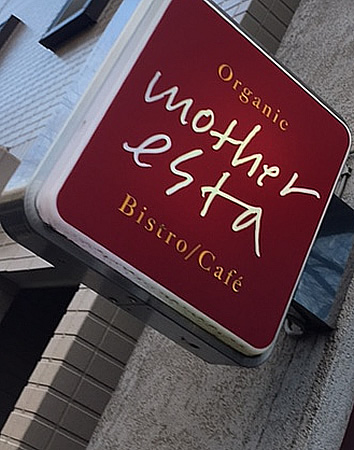 Organic
mother
esta
Bistro/Café